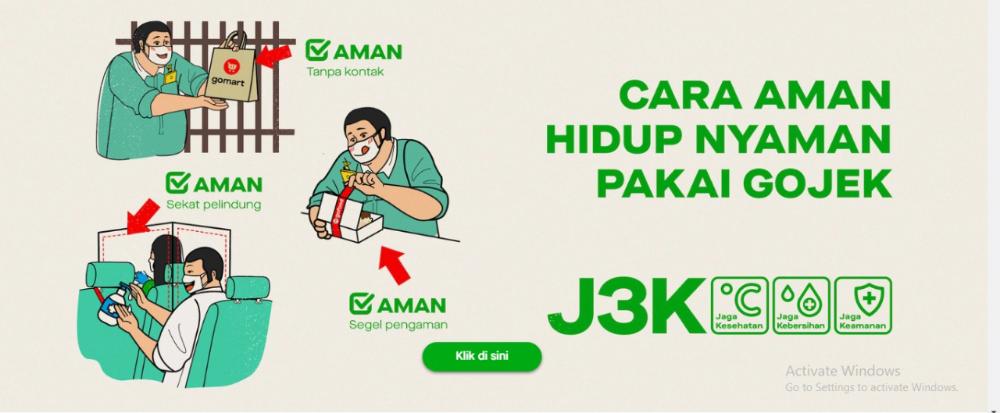 AMAN
Tanpa kontak
gomart
AMAN
Sekat pelindung
AMAN
Segel pengaman
Klik di sini
CARA AMAN
HIDUP NYAMAN
PAKAI GOJEK
J3K
Jaga
Kesehatan
Jaga
Kebersihan
Jaga
Keamanan
Activate Windows
Go to Settings to activate Windows.